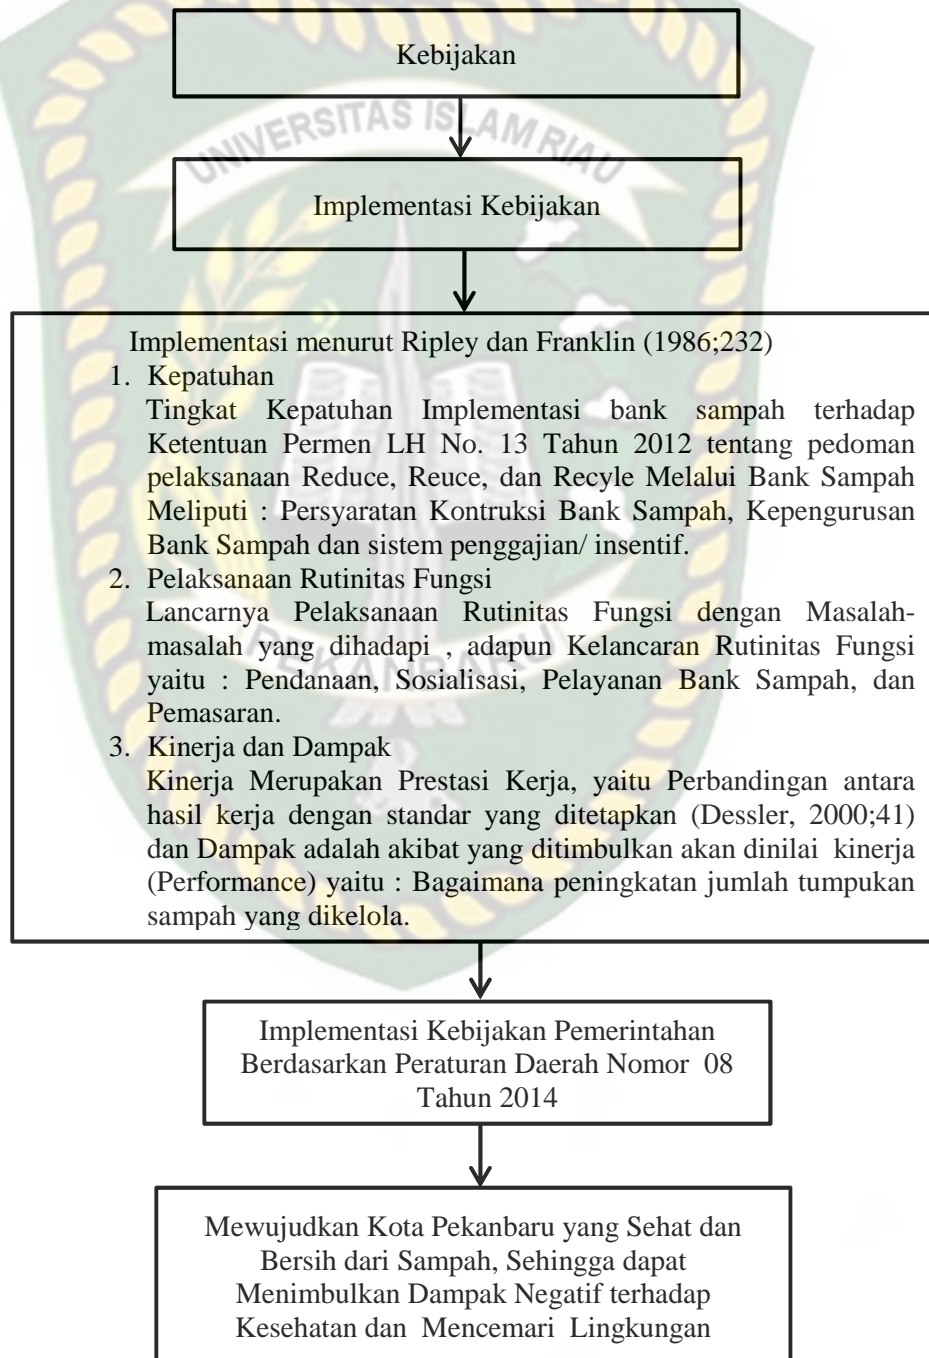 Kebijakan
UNIVERSITAS ISLAM RIAU
Implementasi Kebijakan
Implementasi menurut Ripley dan Franklin (1986;232)
1. Kepatuhan
Tingkat Kepatuhan Implementasi bank sampah terhadap
Ketentuan Permen LH No. 13 Tahun 2012 tentang pedoman
pelaksanaan Reduce, Reuce, dan Recyle Melalui Bank Sampah
Meliputi : Persyaratan Kontruksi Bank Sampah, Kepengurusan
Bank Sampah dan sistem penggajian/ insentif.
2. Pelaksanaan Rutinitas Fungsi
Lancarnya Pelaksanaan Rutinitas Fungsi dengan Masalah-
masalah yang dihadapi , adapun Kelancaran Rutinitas Fungsi
yaitu : Pendanaan, Sosialisasi, Pelayanan Bank Sampah, dan
Pemasaran.
PEKANBARU
3. Kinerja dan Dampak
Kinerja Merupakan Prestasi Kerja, yaitu Perbandingan antara
hasil kerja dengan standar yang ditetapkan (Dessler, 2000;41)
dan Dampak adalah akibat yang ditimbulkan akan dinilai kinerja
(Performance) yaitu : Bagaimana peningkatan jumlah tumpukan
sampah yang dikelola.
Implementasi Kebijakan Pemerintahan
Berdasarkan Peraturan Daerah Nomor 08
Tahun 2014
Mewujudkan Kota Pekanbaru yang Sehat dan
Bersih dari Sampah, Sehingga dapat
Menimbulkan Dampak Negatif terhadap
Kesehatan dan Mencemari Lingkungan